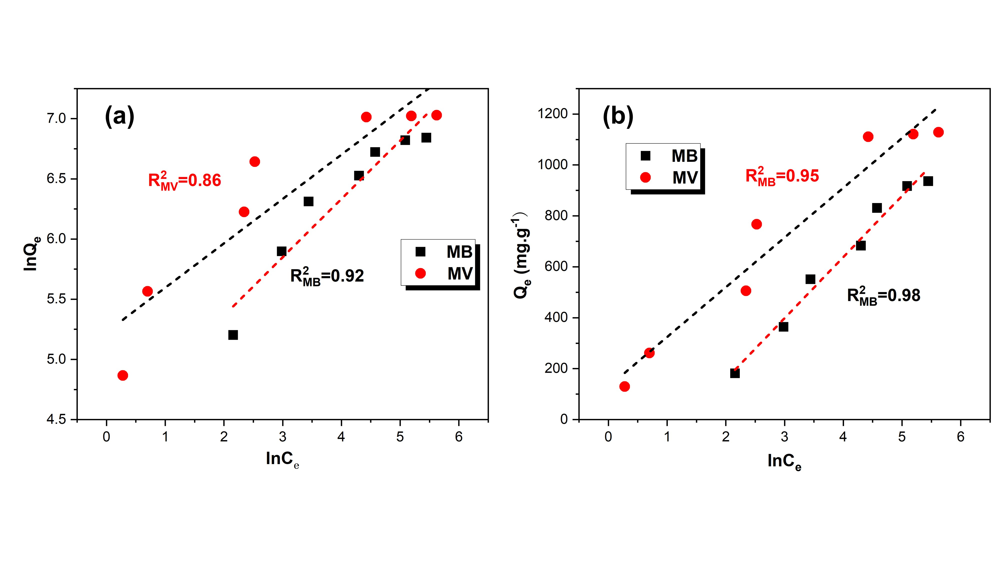 (a)
7.0
6.5
6.0
5.5
5.0
4.5
lnQe
R²MV=0.86
R²MB=0.92
MB
MV
0 1 2 3 4 5 6
lnCe
(b)
1200
1000
800
600
400
200
0
Qe (mg.g-1）
MB
MV
R²MB=0.95
R²MB=0.98
0 1 2 3 4 5 6
lnCe